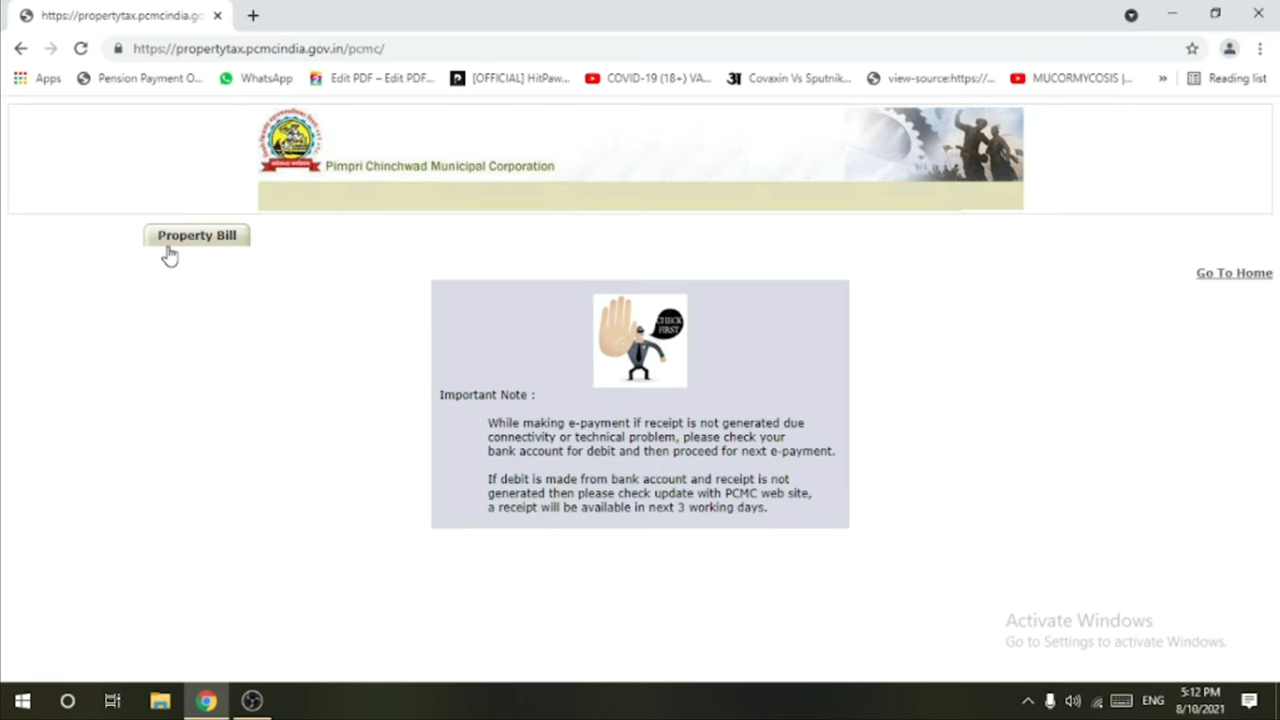 https://propertytax.pcmcindia.go
https://propertytax.pcmcindia.gov.in/pcmc/
Apps
Pension Payment O...
WhatsApp
Edit PDF – Edit PDF...
[OFFICIAL] HitPaw...
COVID-19 (18+) VA...
Covaxin Vs Sputnik...
view-source:https://...
MUCORMYCOSIS |...
»
Reading list
Pimpri Chinchwad Municipal Corporation
Property Bill
Go To Home
CHECK
FIRST
Important Note :
While making e-payment if receipt is not generated due
connectivity or technical problem, please check your
bank account for debit and then proceed for next e-payment.
If debit is made from bank account and receipt is not
generated then please check update with PCMC web site,
a receipt will be available in next 3 working days.
Activate Windows
Go to Settings to activate Windows.
ENG
5:12 PM
8/10/2021